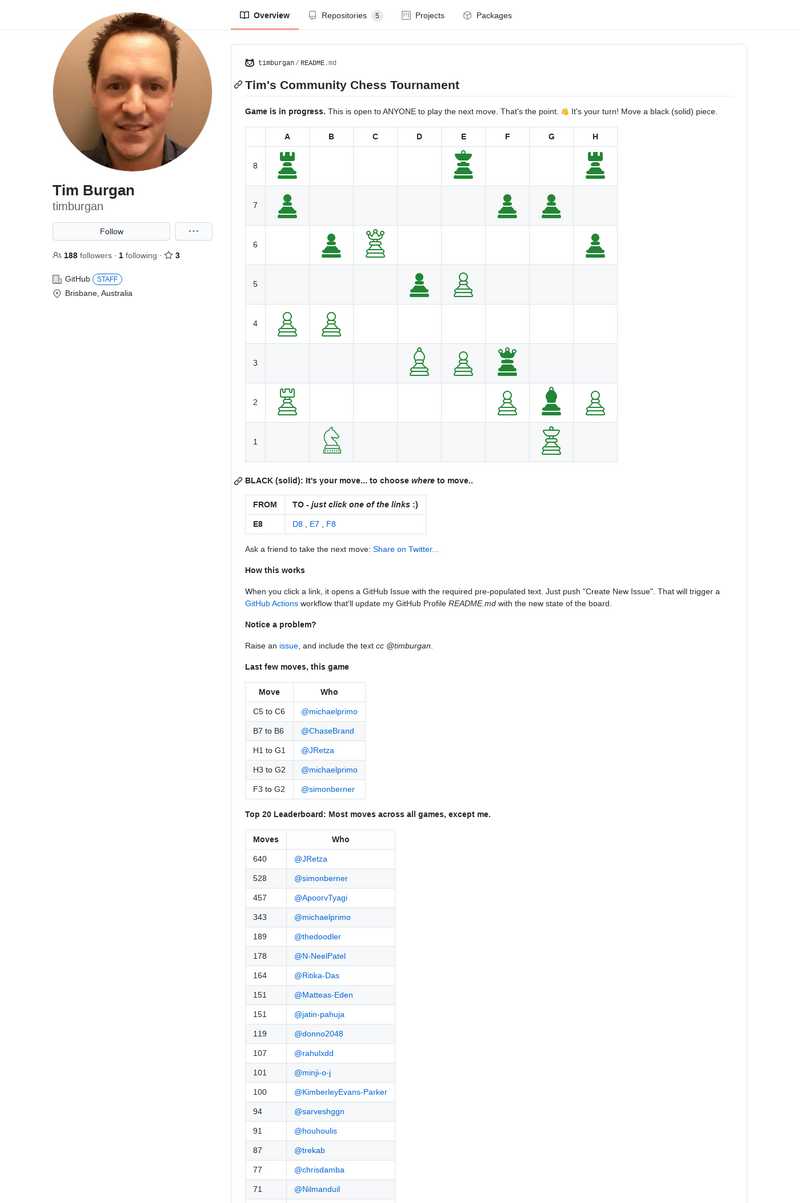 Overview
Repositories 5
Projects
Packages
Tim Burgan
timburgan
Follow
188 followers · 1 following · 3
GitHub STAFF
Brisbane, Australia
timburgan/README.md
Tim's Community Chess Tournament
Game is in progress. This is open to ANYONE to play the next move. That's the point. 👋 It's your turn! Move a black (solid) piece.
A B C D E F G H
8
7
6
5
4
3
2
1
BLACK (solid): It's your move... to choose where to move..
FROM TO - just click one of the links :)
E8 D8 , E7 , F8
Ask a friend to take the next move: Share on Twitter...
How this works
When you click a link, it opens a GitHub Issue with the required pre-populated text. Just push "Create New Issue". That will trigger a
GitHub Actions workflow that'll update my GitHub Profile README.md with the new state of the board.
Notice a problem?
Raise an issue, and include the text cc @timburgan.
Last few moves, this game
Move Who
C5 to C6 @michaelprimo
B7 to B6 @ChaseBrand
H1 to G1 @JRetza
H3 to G2 @michaelprimo
F3 to G2 @simonberner
Top 20 Leaderboard: Most moves across all games, except me.
Moves Who
640 @JRetza
528 @simonberner
457 @ApoorvTyagi
343 @michaelprimo
189 @thedoodler
178 @N-NeelPatel
164 @Ritika-Das
151 @Matteas-Eden
151 @jatin-pahuja
119 @donno2048
107 @rahulxdd
101 @minji-o-j
100 @KimberleyEvans-Parker
94 @sarveshggn
91 @houhoulis
87 @trekab
77 @chrisdamba
71 @Nilmanduil